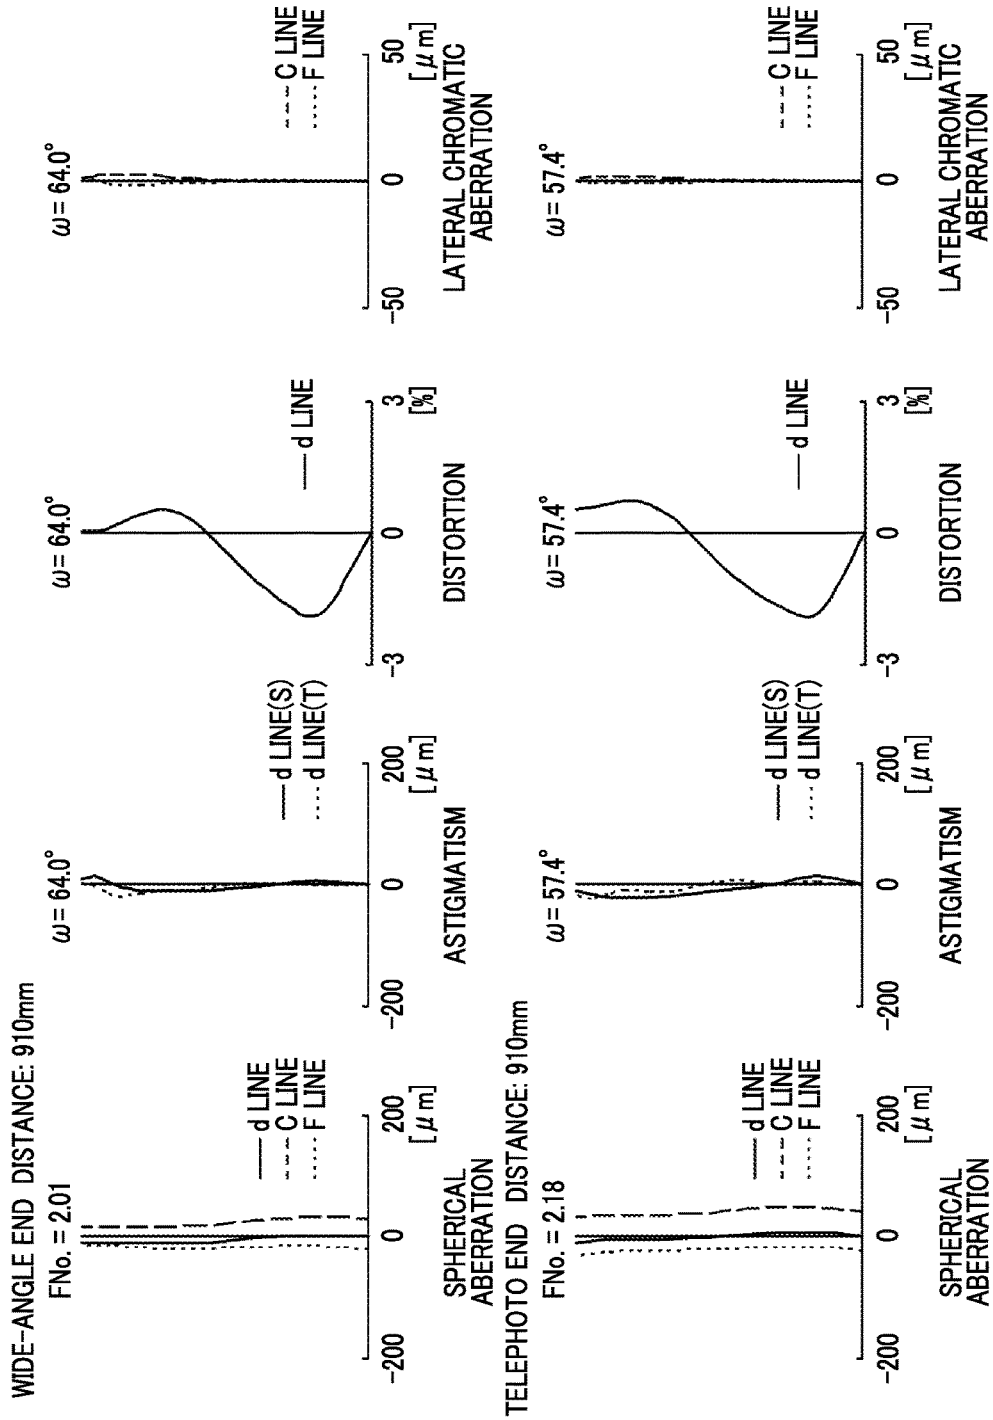 WIDE-ANGLE END DISTANCE: 910mm
FNo. = 2.01
d LINE
C LINE
F LINE
-200
0
200
[μm]
SPHERICAL
ABERRATION
ω= 64.0°
d LINE(S)
d LINE(T)
-200
0
200
[μm]
ASTIGMATISM
ω= 64.0°
d LINE
-3
0
3
[%]
DISTORTION
ω= 64.0°
C LINE
F LINE
-50
0
50
[μm]
LATERAL CHROMATIC
ABERRATION
TELEPHOTO END DISTANCE: 910mm
FNo. = 2.18
d LINE
C LINE
F LINE
-200
0
200
[μm]
SPHERICAL
ABERRATION
ω= 57.4°
d LINE(S)
d LINE(T)
-200
0
200
[μm]
ASTIGMATISM
ω= 57.4°
d LINE
-3
0
3
[%]
DISTORTION
ω= 57.4°
C LINE
F LINE
-50
0
50
[μm]
LATERAL CHROMATIC
ABERRATION